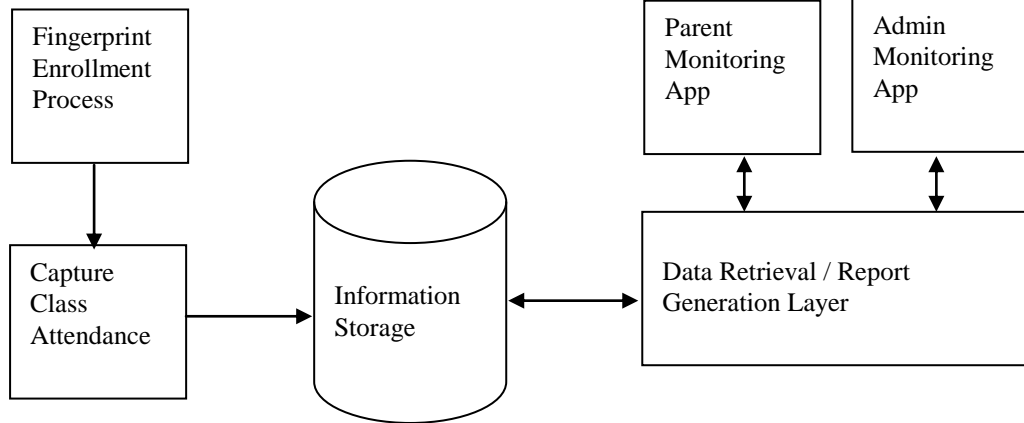 Fingerprint
Enrollment
Process
Parent
Monitoring
App
Admin
Monitoring
App
Capture
Class
Attendance
Information
Storage
Data Retrieval / Report
Generation Layer